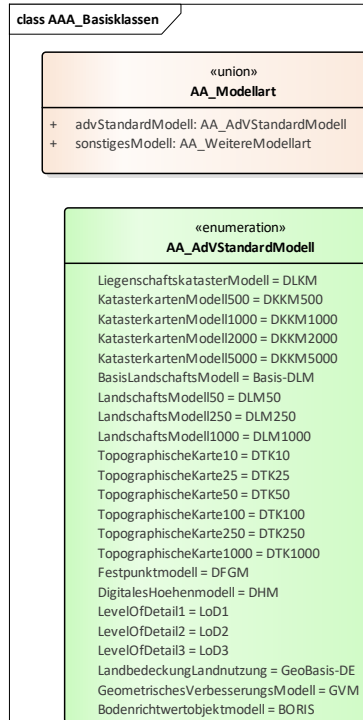 class AAA_Basisklassen
«union»
AA_Modellart
+ advStandardModell: AA_AdVStandardModell
+ sonstigesModell: AA_WeitereModellart
«enumeration»
AA_AdVStandardModell
LiegenschaftskatasterModell = DLKM
KatasterkartenModell500 = DKKM500
KatasterkartenModell1000 = DKKM1000
KatasterkartenModell2000 = DKKM2000
KatasterkartenModell5000 = DKKM5000
BasisLandschaftsModell = Basis-DLM
LandschaftsModell50 = DLM50
LandschaftsModell250 = DLM250
LandschaftsModell1000 = DLM1000
TopographischeKarte10 = DTK10
TopographischeKarte25 = DTK25
TopographischeKarte50 = DTK50
TopographischeKarte100 = DTK100
TopographischeKarte250 = DTK250
TopographischeKarte1000 = DTK1000
Festpunktmodell = DFGM
DigitalesHoehenmodell = DHM
LevelOfDetail1 = LoD1
LevelOfDetail2 = LoD2
LevelOfDetail3 = LoD3
LandbedeckungLandnutzung = GeoBasis-DE
GeometrischesVerbesserungsModell = GVM
Bodenrichtwertobjektmodell = BORIS